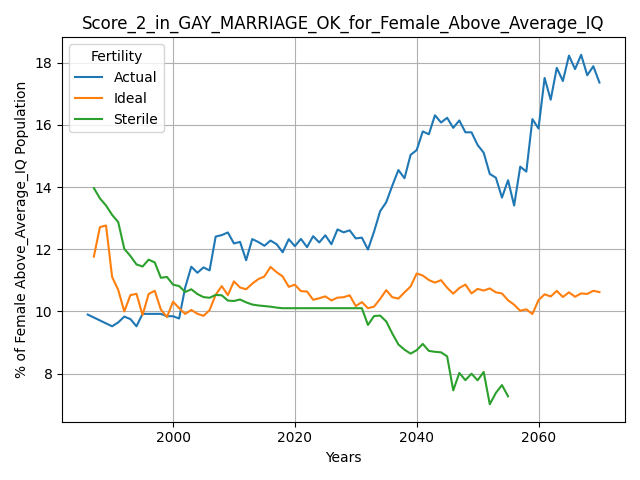 Score_2_in_GAY_MARRIAGE_OK_for_Female_Above_Average_IQ
% of Female Above_Average_IQ Population
18
16
14
12
10
8
Fertility
Actual
Ideal
Sterile
2000
2020
2040
2060
Years